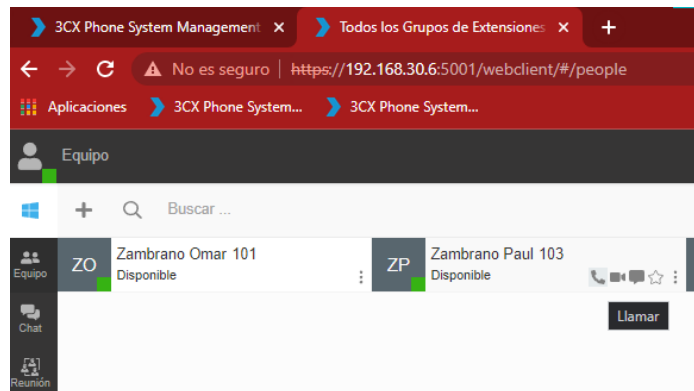 3CX Phone System Management
Todos los Grupos de Extensiones
No es seguro | https://192.168.30.6:5001/webclient/#/people
Aplicaciones 3CX Phone System... 3CX Phone System...
Equipo
Buscar ...
Equipo
ZO Zambrano Omar 101
Disponible
ZP Zambrano Paul 103
Disponible
Llamar
Chat
Reunión